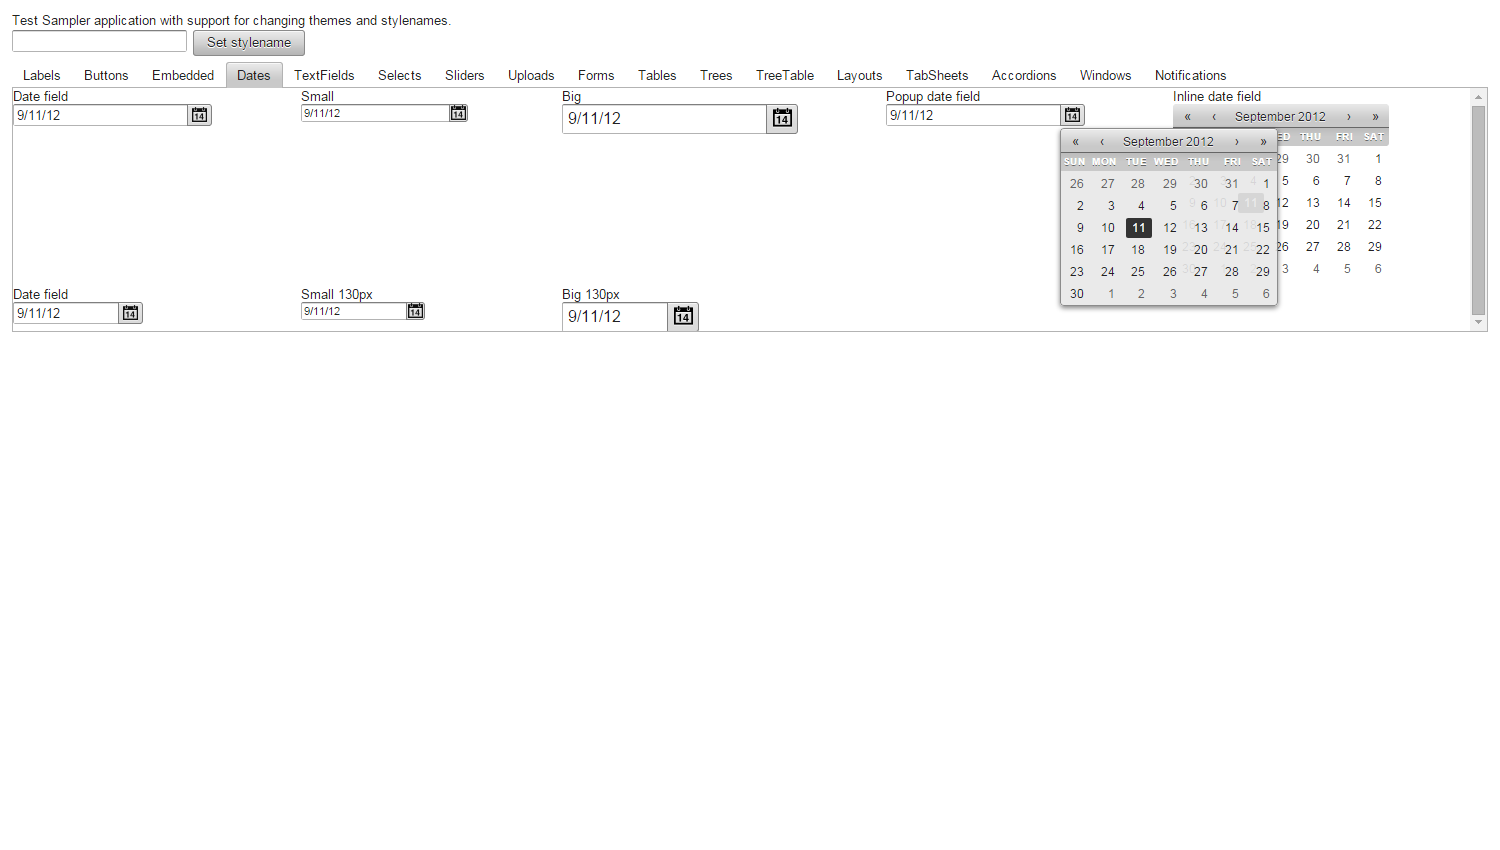 Test Sampler application with support for changing themes and stylenames.
Set stylename
Labels Buttons Embedded Dates TextFields Selects Sliders Uploads Forms Tables Trees TreeTable Layouts TabSheets Accordions Windows Notifications
Date field Small Big Popup date field Inline date field
9/11/12 14 9/11/12 14 9/11/12 14 9/11/12 14
« ‹ September 2012 › »
ED THU FRI SAT
29 30 31 1
5 6 7 8
12 13 14 15
19 20 21 22
26 27 28 29
3 4 5 6
« ‹ September 2012 › »
SUN MON TUE WED THU FRI SAT
26 27 28 29 30 31 1
2 3 4 5 6 7 8
9 10 11 12 13 14 15
16 17 18 19 20 21 22
23 24 25 26 27 28 29
30 1 2 3 4 5 6
Date field Small 130px Big 130px
9/11/12 14 9/11/12 14 9/11/12 14